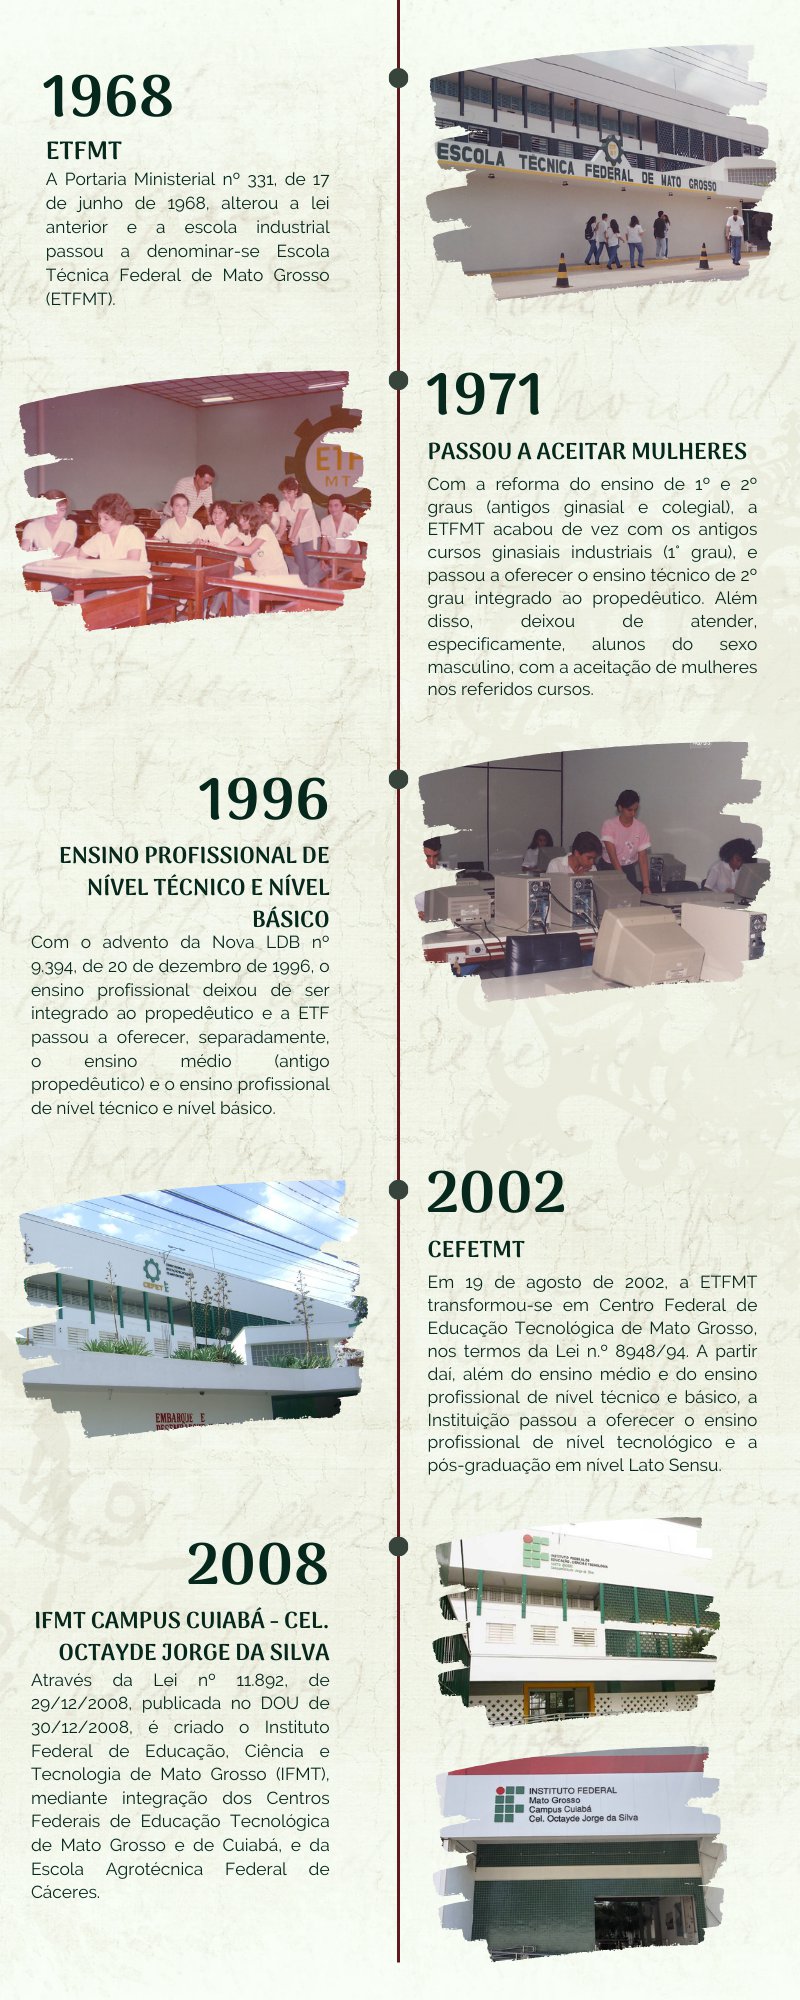 1968
ETFMT
A Portaria Ministerial nº 331, de 17
de junho de 1968, alterou a lei
anterior e a escola industrial
passou a denominar-se Escola
Técnica Federal de Mato Grosso
(ETFMT).
ESCOLA TÉCNICA FEDERAL DE MATO GROSSO
1971
PASSOU A ACEITAR MULHERES
Com a reforma do ensino de 1º e 2º
graus (antigos ginasial e colegial), a
ETFMT acabou de vez com os antigos
cursos ginasiais industriais (1° grau), e
passou a oferecer o ensino técnico de 2º
grau integrado ao propedêutico. Além
disso, deixou de atender,
especificamente, alunos do sexo
masculino, com a aceitação de mulheres
nos referidos cursos.
ETF
MT
1996
ENSINO PROFISSIONAL DE
NÍVEL TÉCNICO E NÍVEL
BÁSICO
Com o advento da Nova LDB nº
9.394, de 20 de dezembro de 1996, o
ensino profissional deixou de ser
integrado ao propedêutico e a ETF
passou a oferecer, separadamente,
o ensino médio (antigo
propedêutico) e o ensino profissional
de nível técnico e nível básico.
2002
CEFETMT
Em 19 de agosto de 2002, a ETFMT
transformou-se em Centro Federal de
Educação Tecnológica de Mato Grosso,
nos termos da Lei n.º 8948/94. A partir
daí, além do ensino médio e do ensino
profissional de nível técnico e básico, a
Instituição passou a oferecer o ensino
profissional de nível tecnológico e a
pós-graduação em nível Lato Sensu.
CEFET
EMBARQUE E
2008
IFMT CAMPUS CUIABÁ - CEL.
OCTAYDE JORGE DA SILVA
Através da Lei nº 11.892, de
29/12/2008, publicada no DOU de
30/12/2008, é criado o Instituto
Federal de Educação, Ciência e
Tecnologia de Mato Grosso (IFMT),
mediante integração dos Centros
Federais de Educação Tecnológica
de Mato Grosso e de Cuiabá, e da
Escola Agrotécnica Federal de
Cáceres.
INSTITUTO FEDERAL DE
EDUCAÇÃO, CIÊNCIA E TECNOLOGIA
INSTITUTO FEDERAL
Mato Grosso
Campus Cuiabá
Cel. Octayde Jorge da Silva